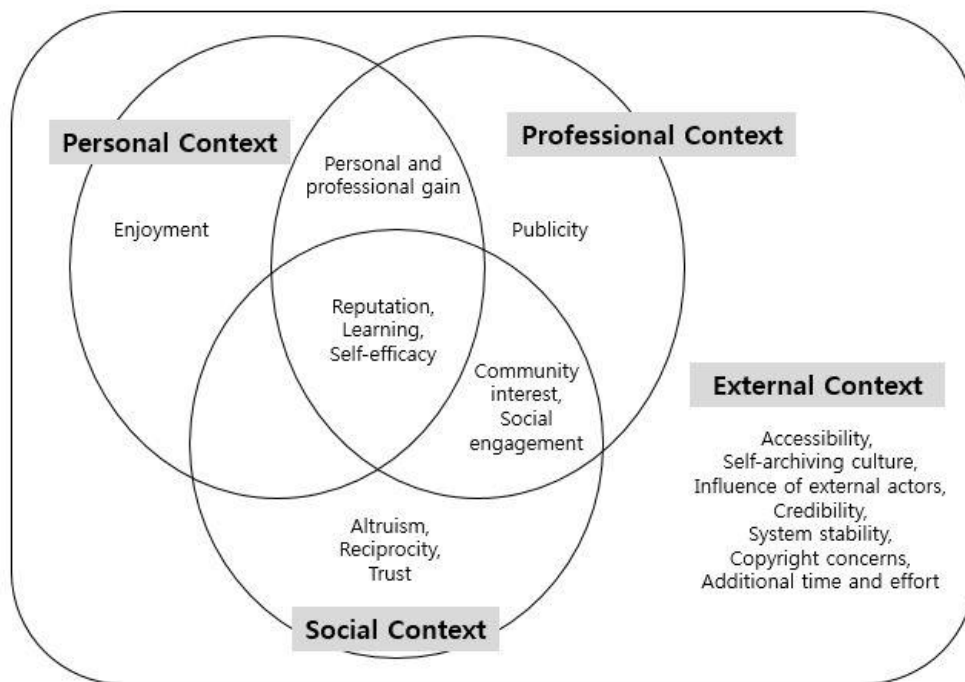 Personal Context
Professional Context
Personal and
professional gain
Enjoyment
Publicity
Reputation,
Learning,
Self-efficacy
Community
interest,
Social
engagement
External Context
Accessibility,
Self-archiving culture,
Influence of external actors,
Credibility,
System stability,
Copyright concerns,
Additional time and effort
Altruism,
Reciprocity,
Trust
Social Context